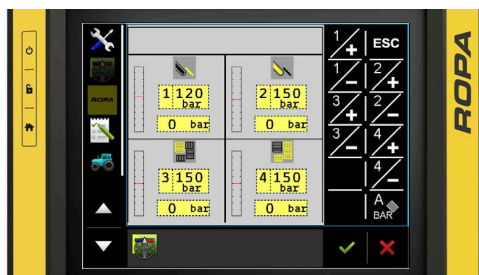 ROPA
ROPA
1 120
bar
0 bar
2 150
bar
0 bar
3 150
bar
0 bar
4 150
bar
0 bar
1/+
ESC
1/-
2/+
3/+
2/-
3/-
4/+
4/-
A
BAR